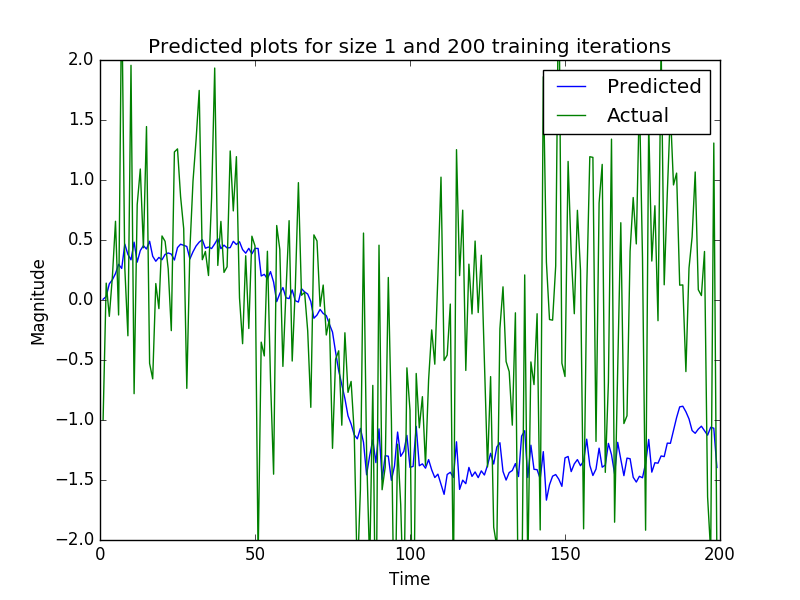 Predicted plots for size 1 and 200 training iterations
Predicted
Actual
2.0
1.5
1.0
0.5
0.0
−0.5
−1.0
−1.5
−2.0
Magnitude
0 50 100 150 200
Time